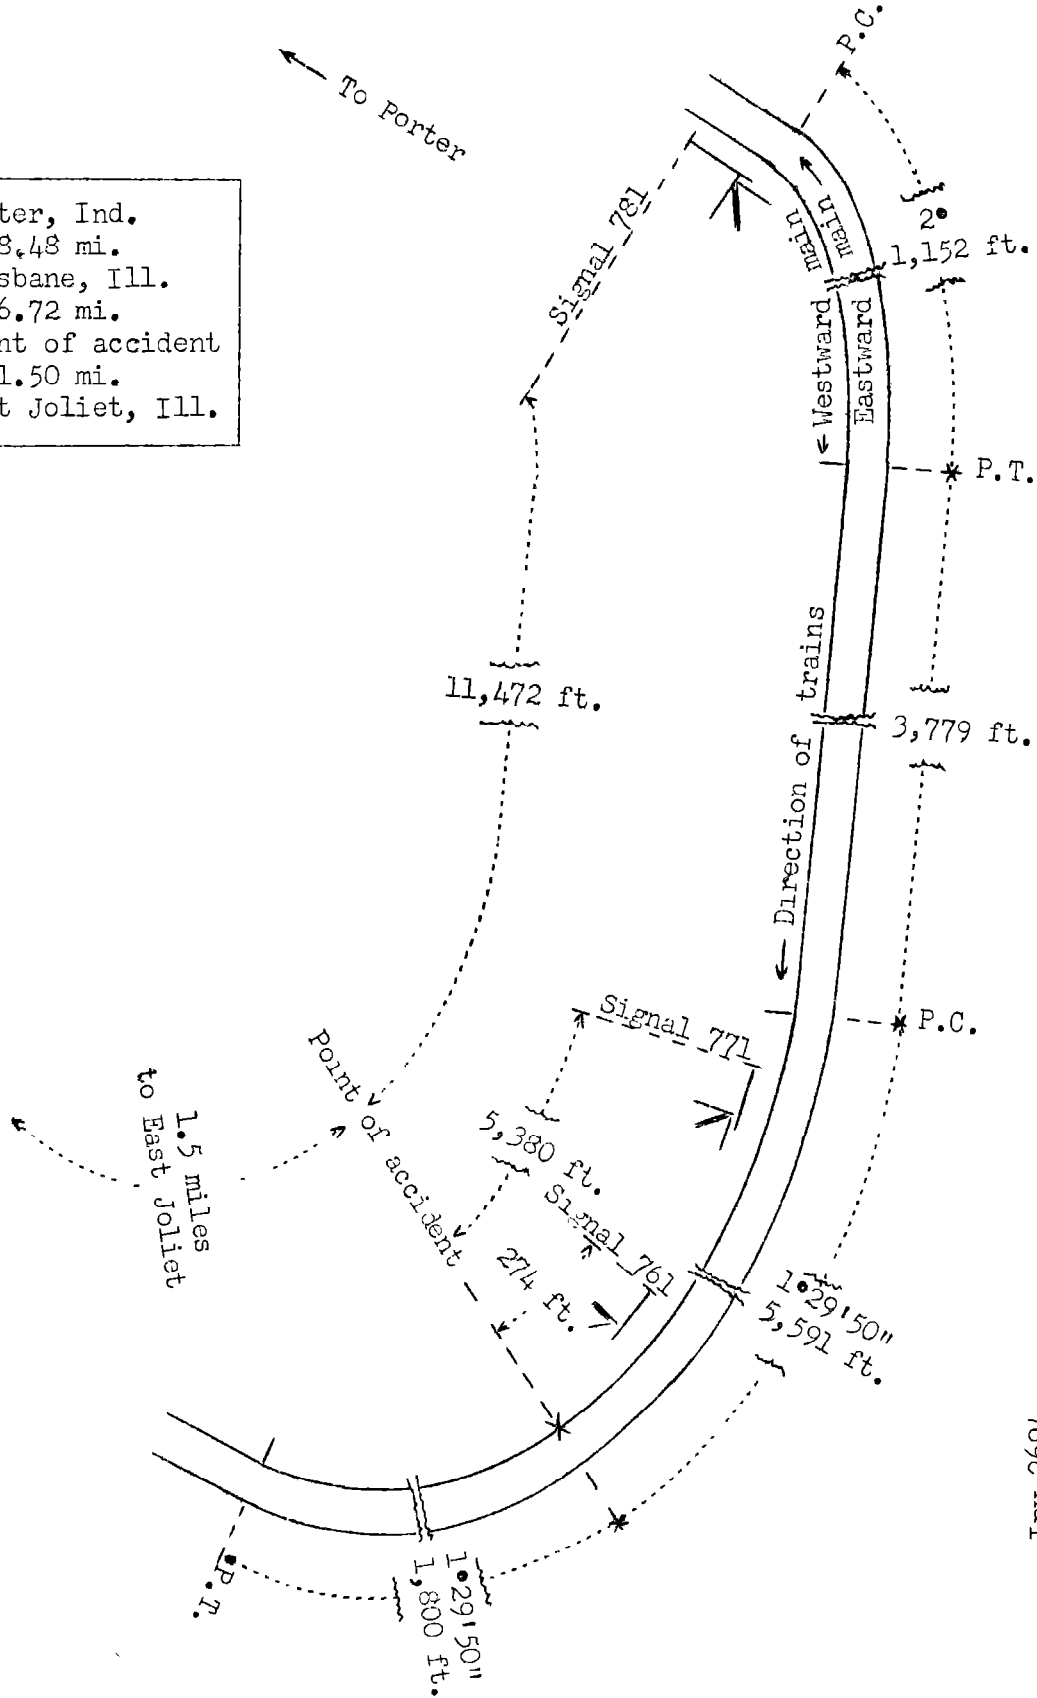 P.C.
To Porter
ter, Ind.
8.48 mi.
sbane, Ill.
6.72 mi.
nt of accident
1.50 mi.
t Joliet, Ill.
Signal 781
2°
1,152 ft.
main
main
Westward
Eastward
P.T.
11,472 ft.
3,779 ft.
Direction of trains
Signal 771
P.C.
Point of accident
1.5 miles
to East Joliet
5,380 ft.
Signal 761
274 ft.
1°29'50"
5,591 ft.
1°29'50"
1,800 ft.
P.T.